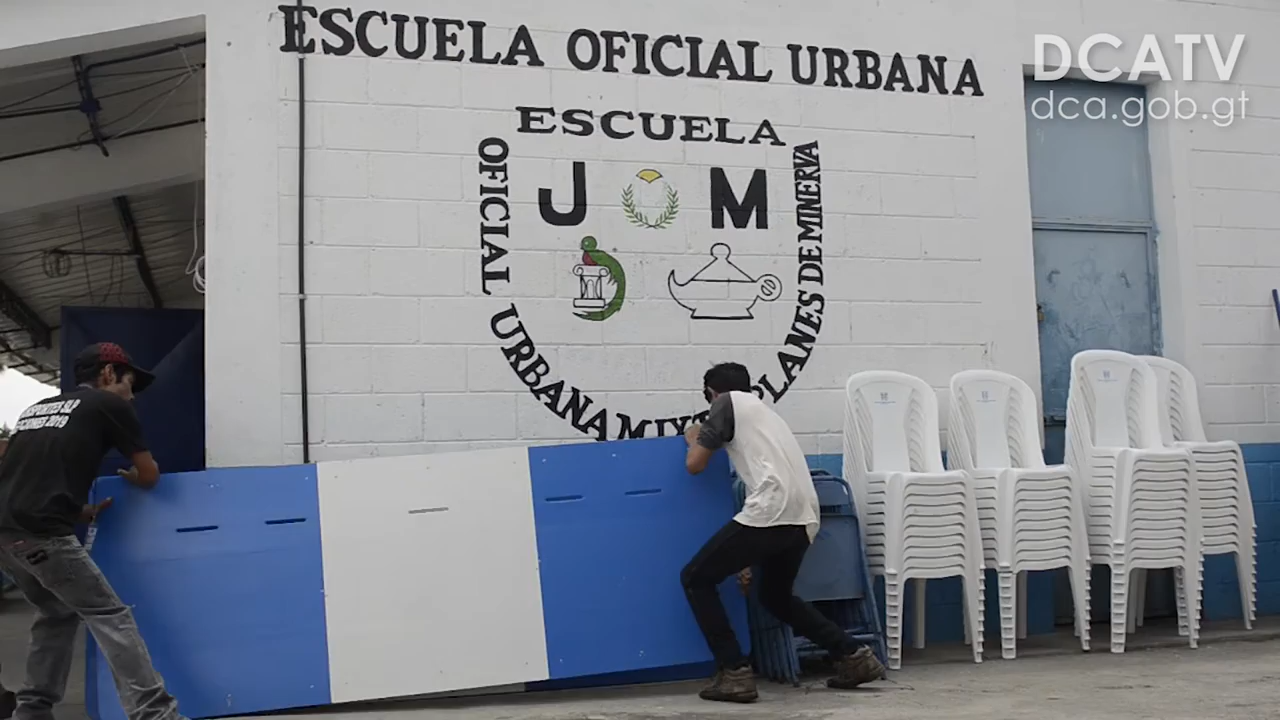 ESCUELA OFICIAL URBANA
DCATV
dca.gob.gt
ESCUELA
OFICIAL URBANA MIXTA PLANES DE MINERVA
J M